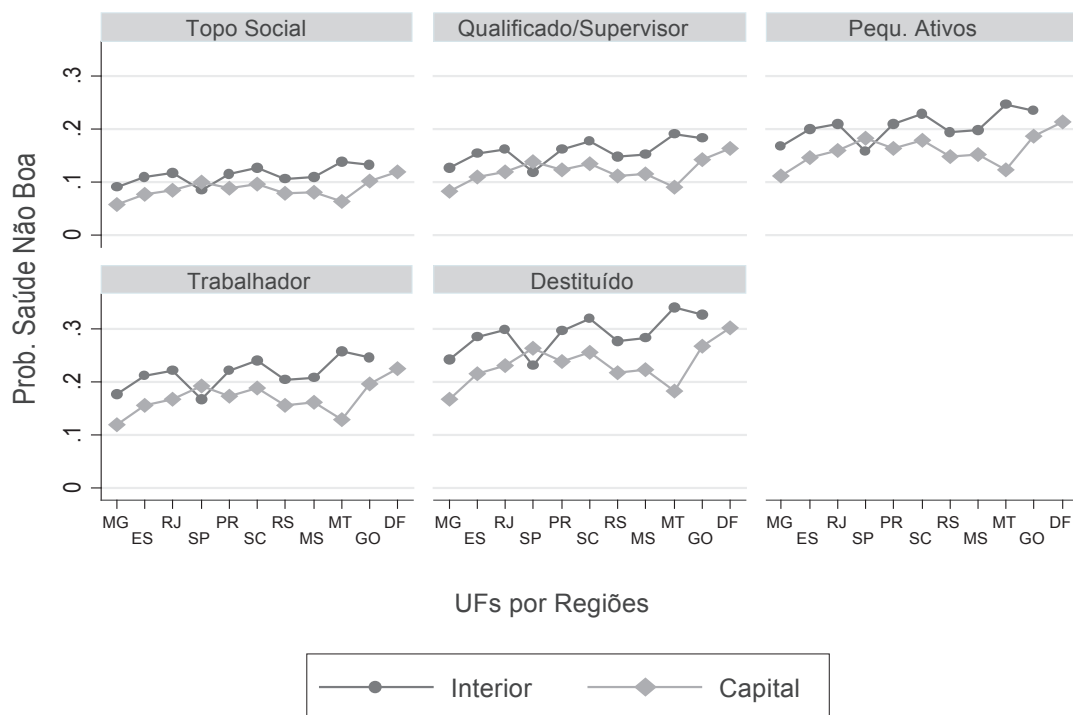 Topo Social
Qualificado/Supervisor
Pequ. Ativos
.3
.2
.1
0
Prob. Saúde Não Boa
Trabalhador
Destituído
.3
.2
.1
0
MG ES RJ SP PR SC RS MS MT GO DF
MG ES RJ SP PR SC RS MS MT GO DF
MG ES RJ SP PR SC RS MS MT GO DF
UFs por Regiões
Interior
Capital